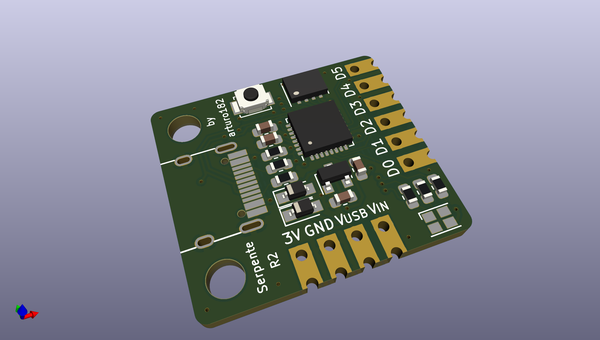 by
arturo182
D5
D4
D3
D2
D1
D0
3V GND VUSB VIN
Serpente
R2